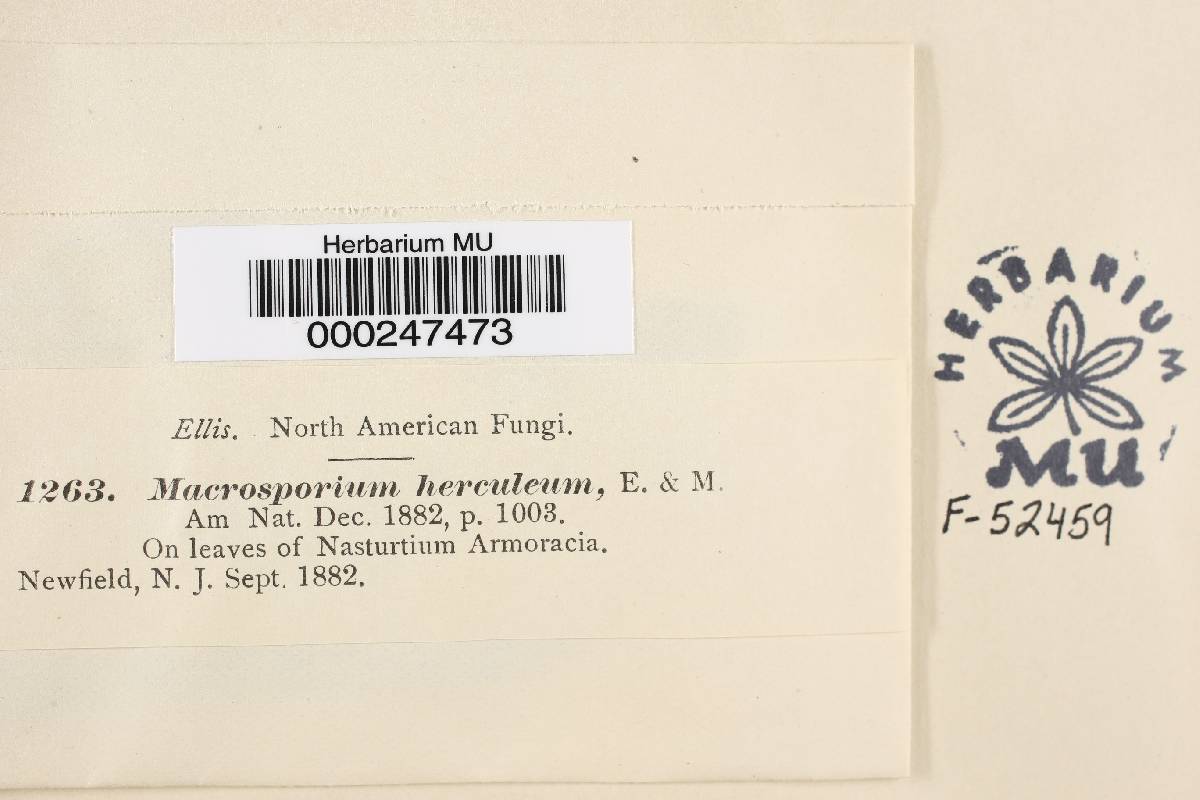 Herbarium MU
000247473
Ellis. North American Fungi.
1263. Macrosporium herculeum, E. & M.
Am Nat. Dec. 1882, p. 1003.
On leaves of Nasturtium Armoracia.
Newfield, N. J. Sept. 1882.
HERBARIUM
MU
F-52459